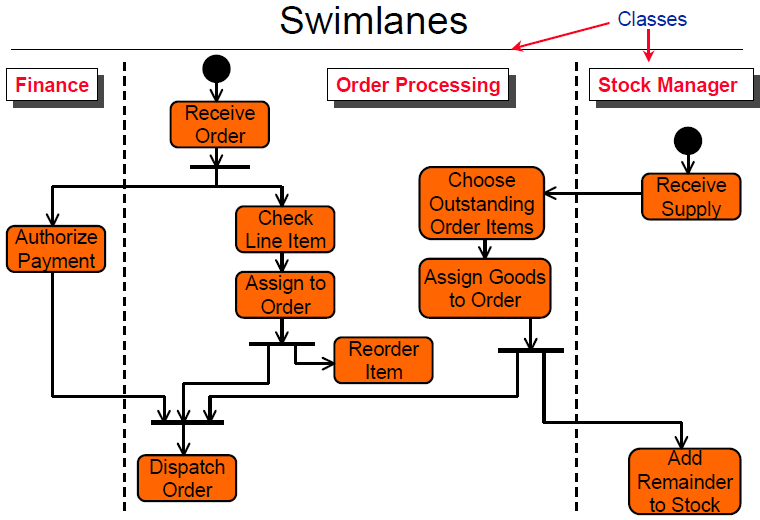 Swimlanes
Classes
Finance
Order Processing
Stock Manager
Receive
Order
Choose
Outstanding
Order Items
Receive
Supply
Check
Line Item
Authorize
Payment
Assign to
Order
Assign Goods
to Order
Reorder
Item
Dispatch
Order
Add
Remainder
to Stock